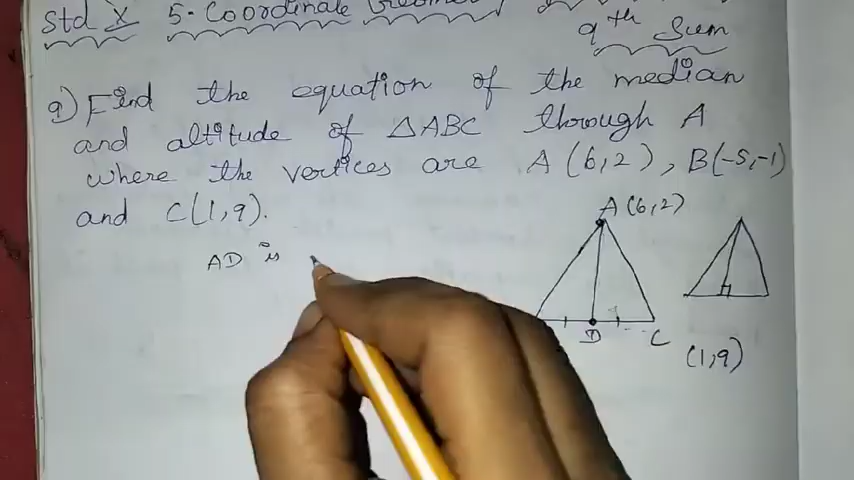 Std X 5. Coordinate
9th Sum
9) Find the equation of the median
and altitude of △ABC through A
where the vertices are A (6,2), B(-5,-1)
and C(1,9).
A (6,2)
AD is
D C
(1,9)